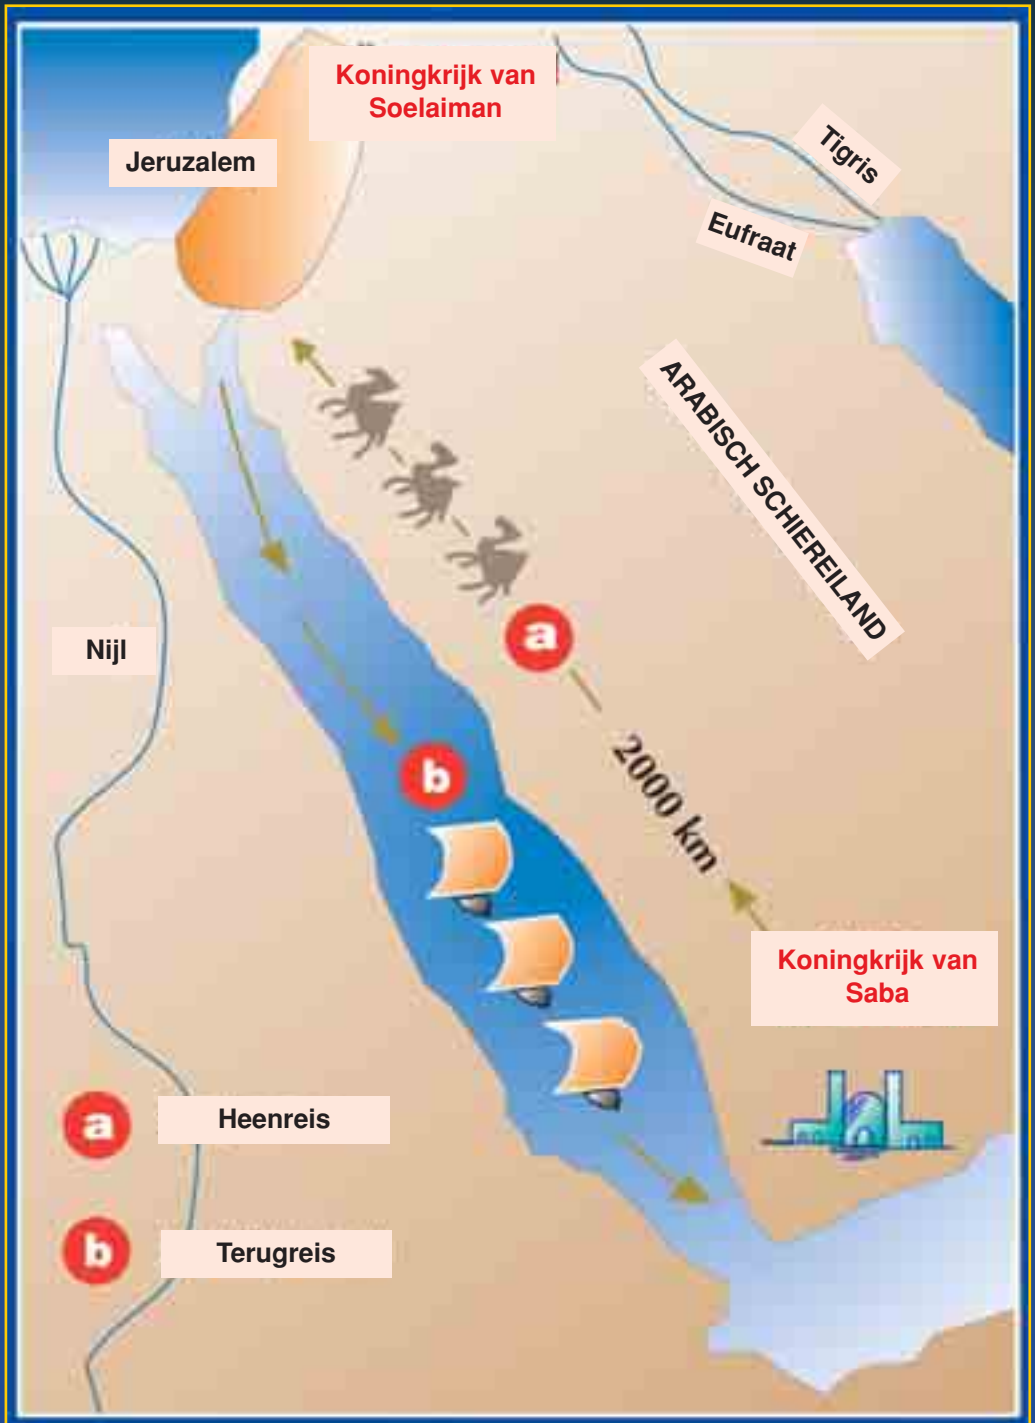 Koningkrijk van
Soelaiman
Jeruzalem
Tigris
Eufraat
ARABISCH SCHIEREILAND
Nijl
a
b
2000 km
Koningkrijk van
Saba
a Heenreis
b Terugreis